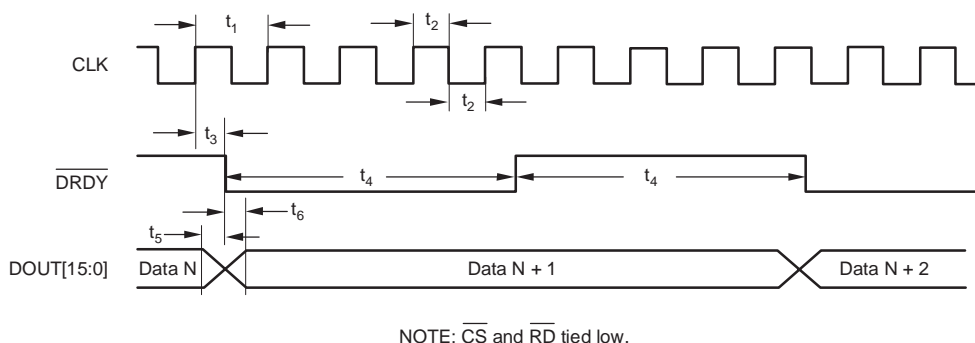 t1
t2
CLK
t2
t3
DRDY
t4
t4
t6
t5
DOUT[15:0]
Data N
Data N + 1
Data N + 2
NOTE: CS and RD tied low.